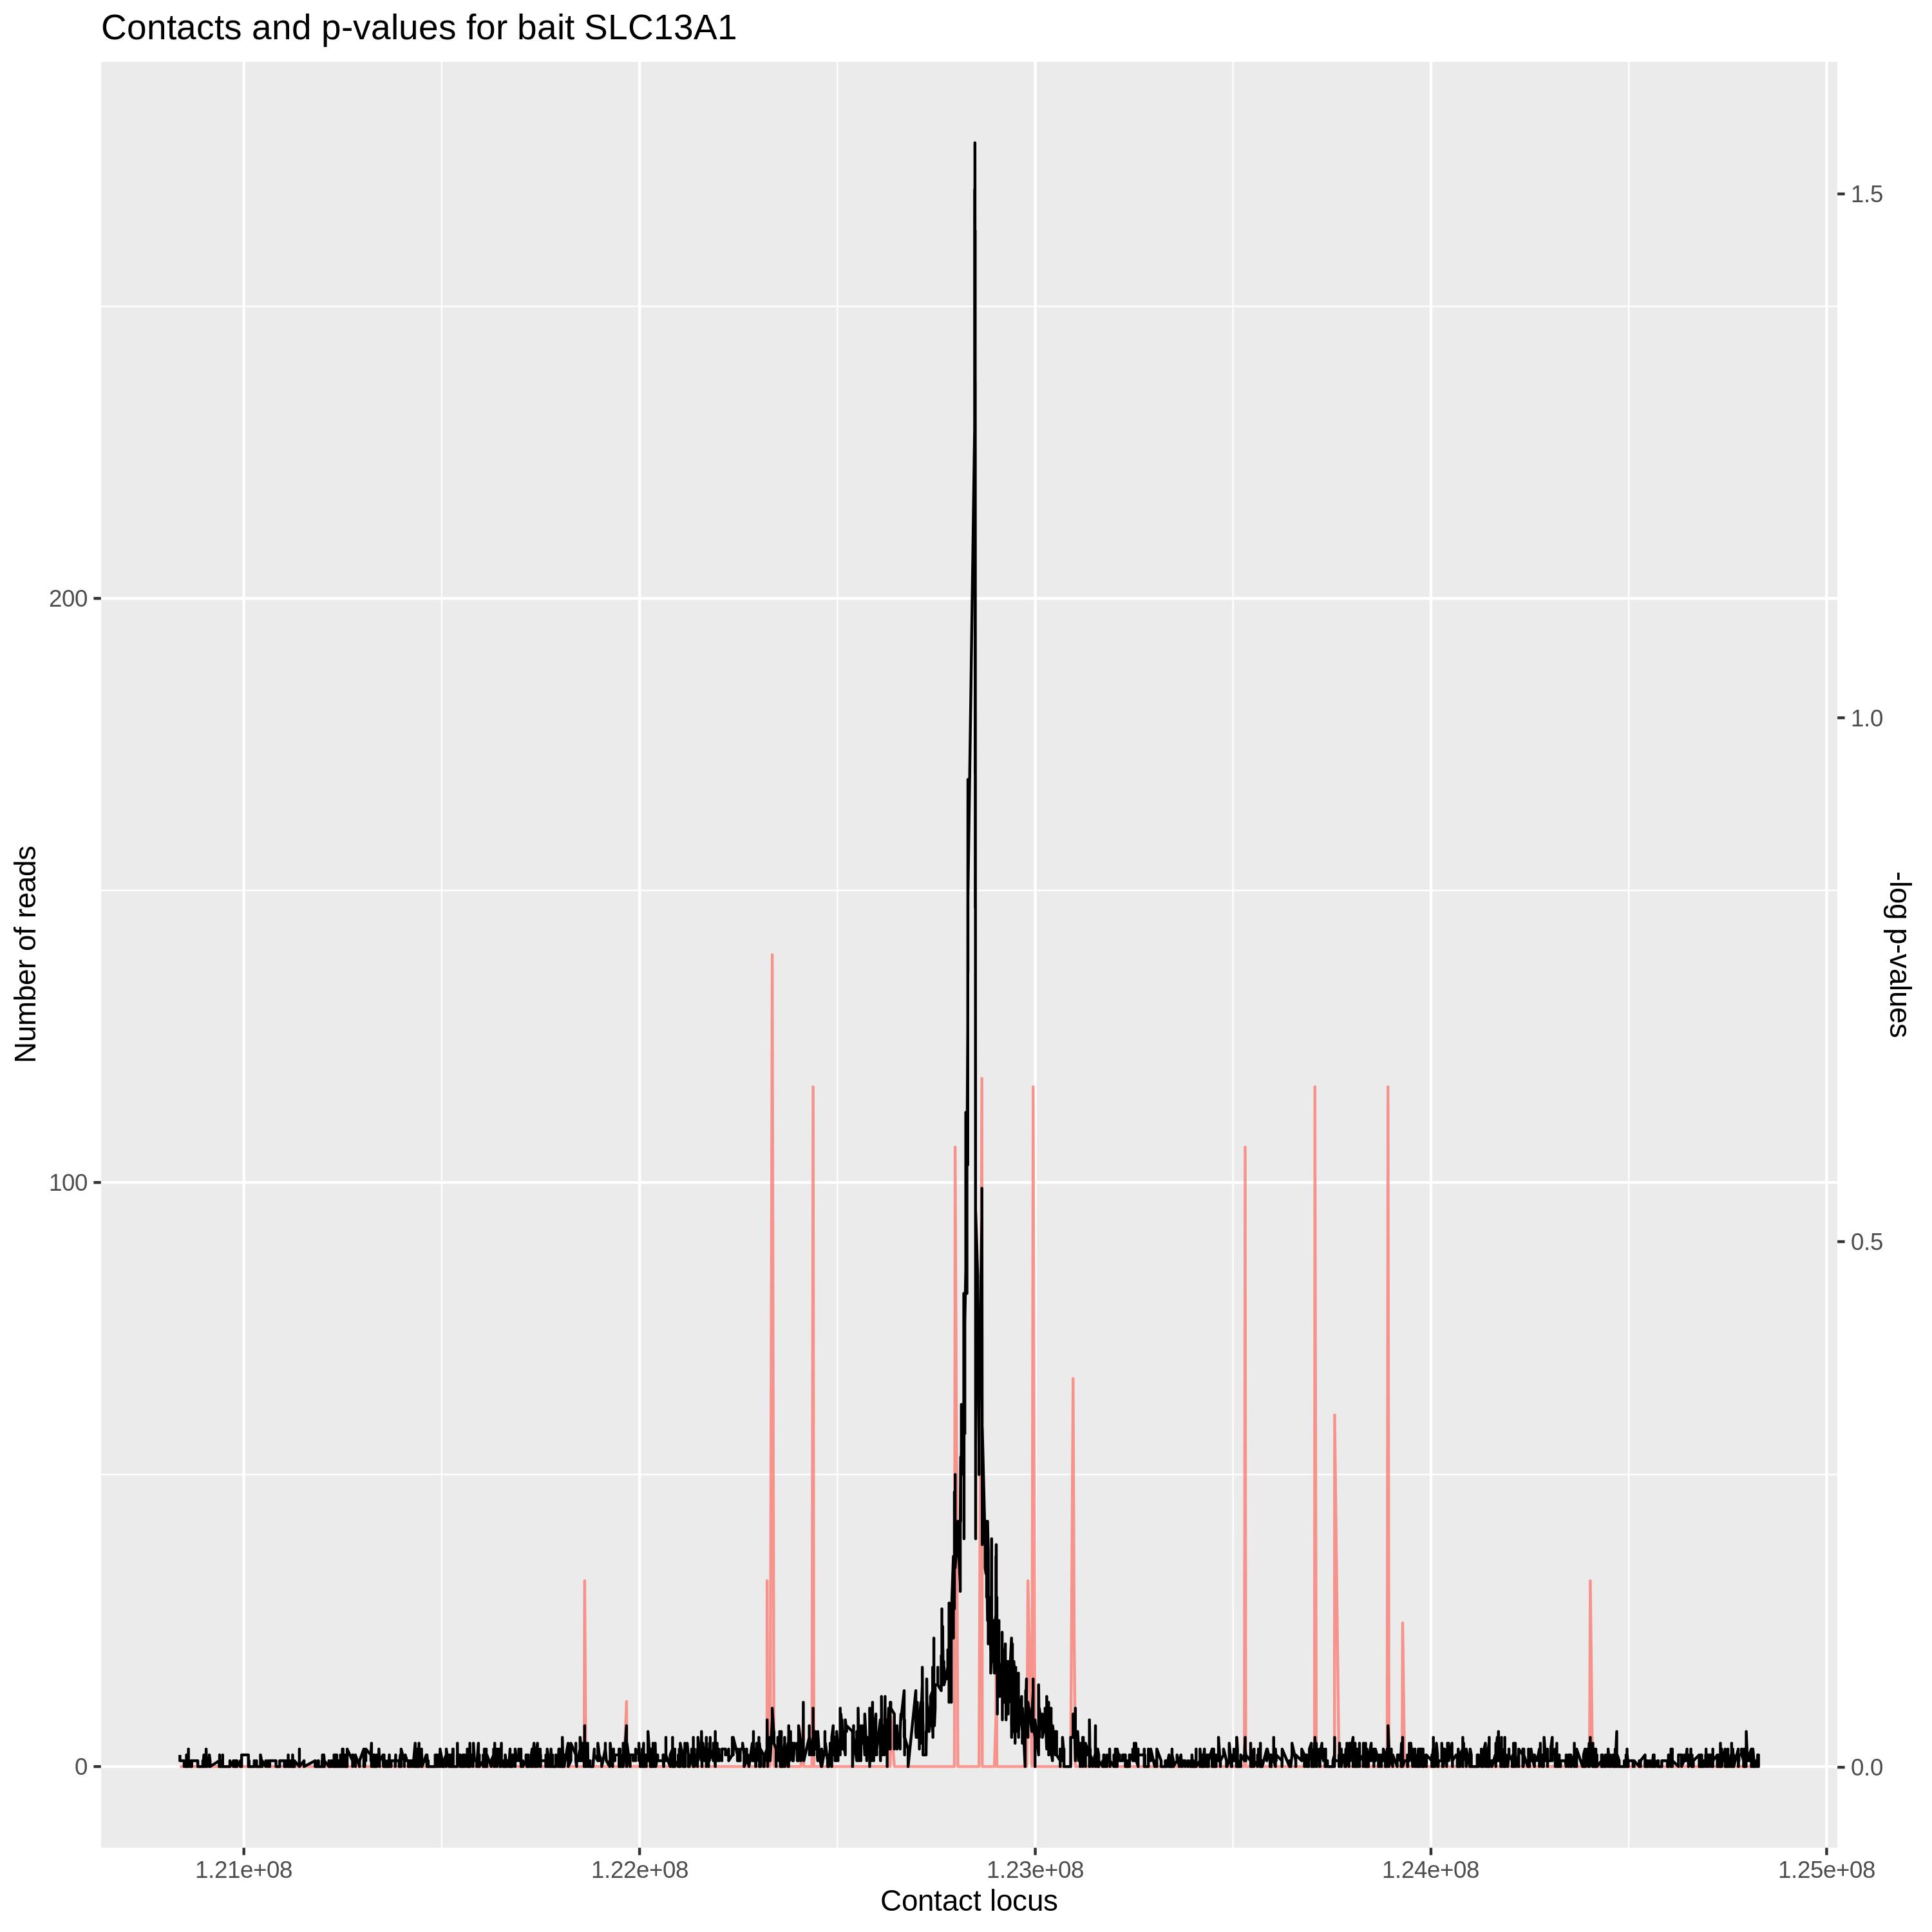 Contacts and p-values for bait SLC13A1
Number of reads
200
100
0
1.5
1.0
0.5
0.0
-log p-values
1.21e+08 1.22e+08 1.23e+08 1.24e+08 1.25e+08
Contact locus